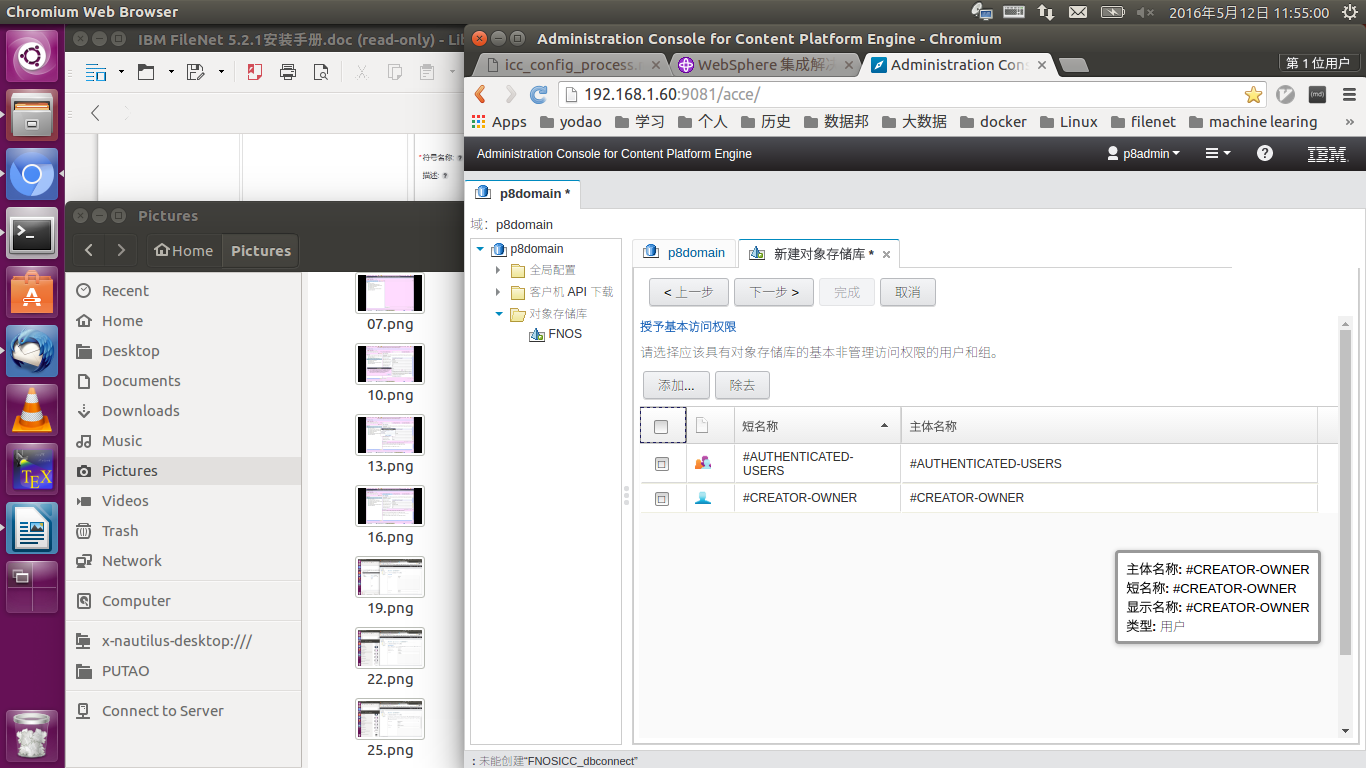 Chromium Web Browser
2016年5月12日 11:55:00
IBM FileNet 5.2.1安装手册.doc (read-only) - Lib
*符号名称:
描述:
Pictures
Home
Pictures
Recent
Home
Desktop
Documents
Downloads
Music
Pictures
Videos
Trash
Network
Computer
x-nautilus-desktop:///
PUTAO
Connect to Server
07.png
10.png
13.png
16.png
19.png
22.png
25.png
Administration Console for Content Platform Engine - Chromium
icc_config_process.
WebSphere 集成解决
Administration Cons
第 1 位用户
192.168.1.60:9081/acce/
Apps
yodao
学习
个人
历史
数据邦
大数据
docker
Linux
filenet
machine learing
»
Administration Console for Content Platform Engine
p8admin
IBM
p8domain *
域: p8domain
p8domain
全局配置
客户机 API 下载
对象存储库
FNOS
p8domain
新建对象存储库 *
< 上一步
下一步 >
完成
取消
授予基本访问权限
请选择应该具有对象存储库的基本非管理访问权限的用户和组。
添加...
除去
短名称
主体名称
#AUTHENTICATED-
USERS
#AUTHENTICATED-USERS
#CREATOR-OWNER
#CREATOR-OWNER
主体名称: #CREATOR-OWNER
短名称: #CREATOR-OWNER
显示名称: #CREATOR-OWNER
类型: 用户
: 未能创建“FNOSICC_dbconnect”